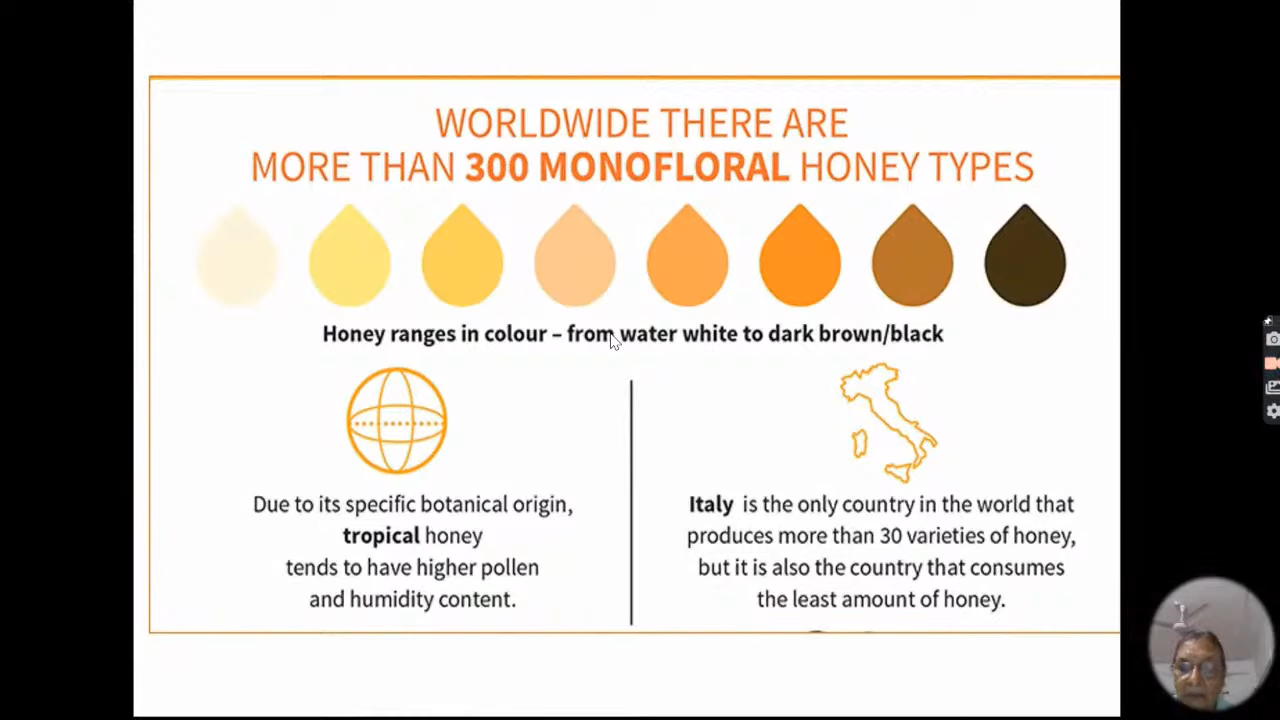 WORLDWIDE THERE ARE
MORE THAN 300 MONOFLORAL HONEY TYPES
Honey ranges in colour – from water white to dark brown/black
Due to its specific botanical origin,
tropical honey
tends to have higher pollen
and humidity content.
Italy is the only country in the world that
produces more than 30 varieties of honey,
but it is also the country that consumes
the least amount of honey.